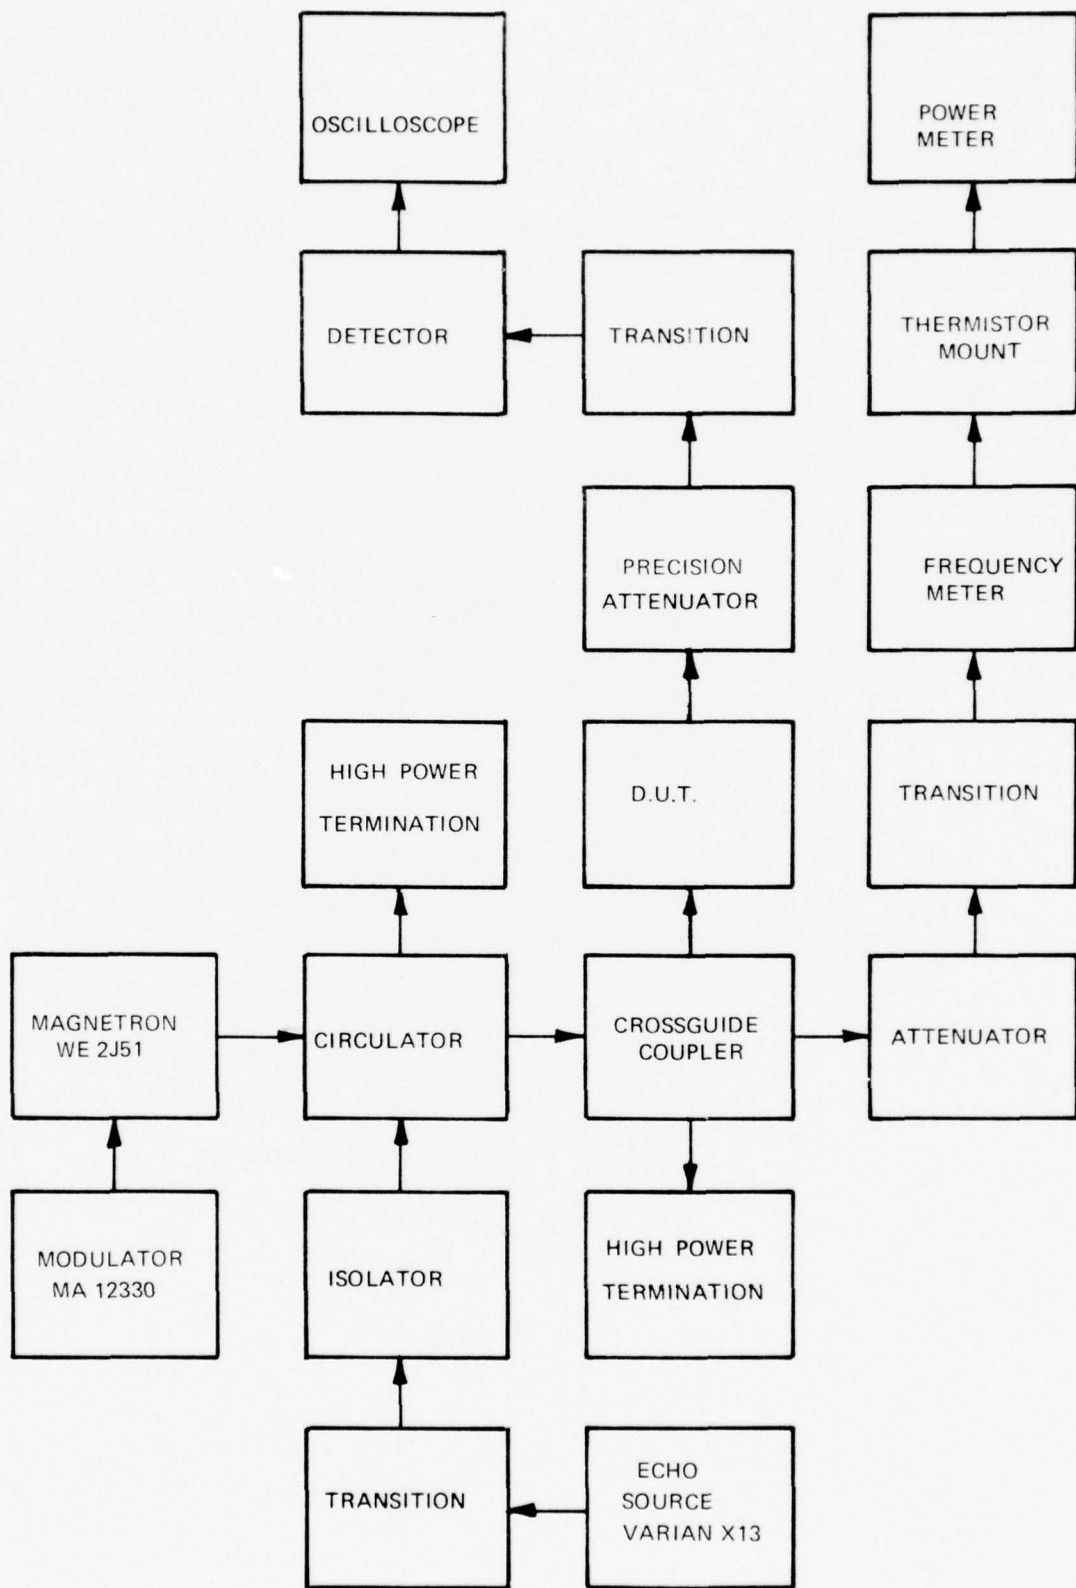 OSCILLOSCOPE
POWER
METER
DETECTOR
TRANSITION
THERMISTOR
MOUNT
PRECISION
ATTENUATOR
FREQUENCY
METER
HIGH POWER
TERMINATION
D.U.T.
TRANSITION
MAGNETRON
WE 2J51
CIRCULATOR
CROSSGUIDE
COUPLER
ATTENUATOR
MODULATOR
MA 12330
ISOLATOR
HIGH POWER
TERMINATION
TRANSITION
ECHO
SOURCE
VARIAN X13